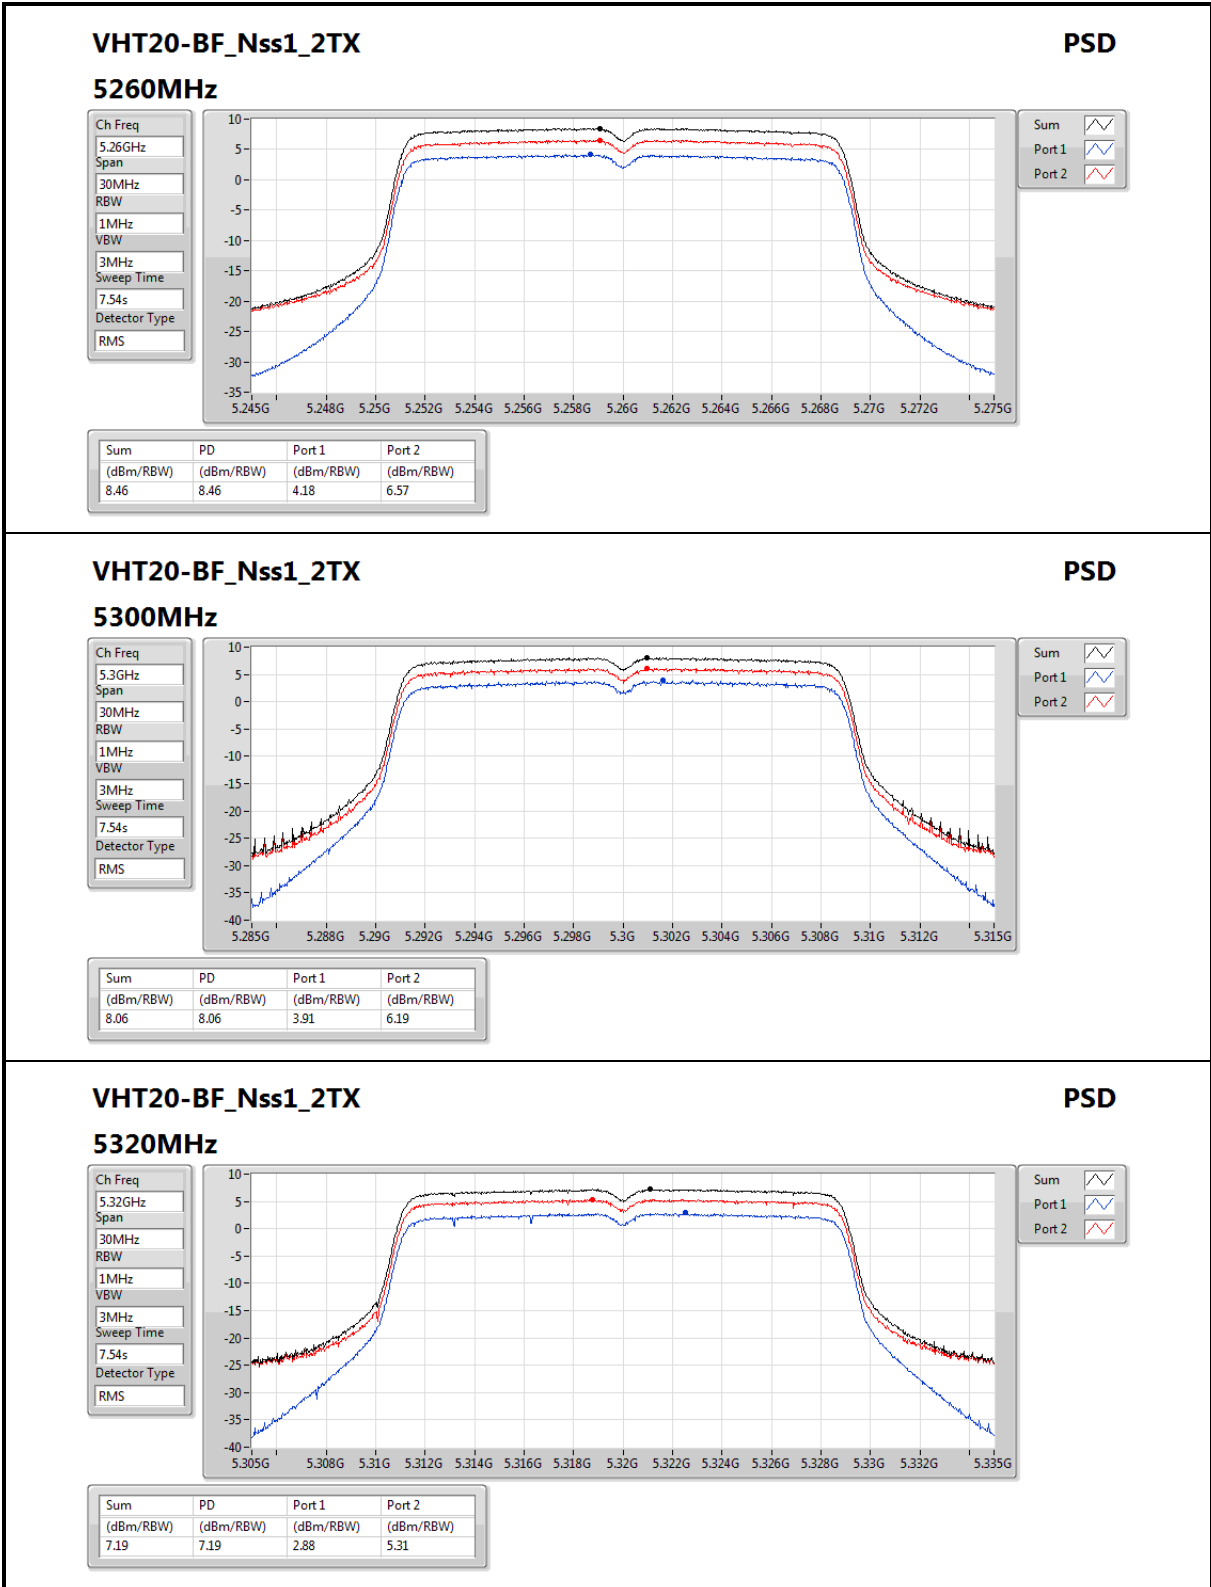 VHT20-BF_Nss1_2TX PSD
5260MHz
Ch Freq
5.26GHz
Span
30MHz
RBW
1MHz
VBW
3MHz
Sweep Time
7.54s
Detector Type
RMS
10
5
0
-5
-10
-15
-20
-25
-30
-35
5.245G 5.248G 5.25G 5.252G 5.254G 5.256G 5.258G 5.26G 5.262G 5.264G 5.266G 5.268G 5.27G 5.272G 5.275G
Sum
Port 1
Port 2
Sum PD Port 1 Port 2
(dBm/RBW) (dBm/RBW) (dBm/RBW) (dBm/RBW)
8.46 8.46 4.18 6.57
VHT20-BF_Nss1_2TX PSD
5300MHz
Ch Freq
5.3GHz
Span
30MHz
RBW
1MHz
VBW
3MHz
Sweep Time
7.54s
Detector Type
RMS
10
5
0
-5
-10
-15
-20
-25
-30
-35
-40
5.285G 5.288G 5.29G 5.292G 5.294G 5.296G 5.298G 5.3G 5.302G 5.304G 5.306G 5.308G 5.31G 5.312G 5.315G
Sum
Port 1
Port 2
Sum PD Port 1 Port 2
(dBm/RBW) (dBm/RBW) (dBm/RBW) (dBm/RBW)
8.06 8.06 3.91 6.19
VHT20-BF_Nss1_2TX PSD
5320MHz
Ch Freq
5.32GHz
Span
30MHz
RBW
1MHz
VBW
3MHz
Sweep Time
7.54s
Detector Type
RMS
10
5
0
-5
-10
-15
-20
-25
-30
-35
-40
5.305G 5.308G 5.31G 5.312G 5.314G 5.316G 5.318G 5.32G 5.322G 5.324G 5.326G 5.328G 5.33G 5.332G 5.335G
Sum
Port 1
Port 2
Sum PD Port 1 Port 2
(dBm/RBW) (dBm/RBW) (dBm/RBW) (dBm/RBW)
7.19 7.19 2.88 5.31